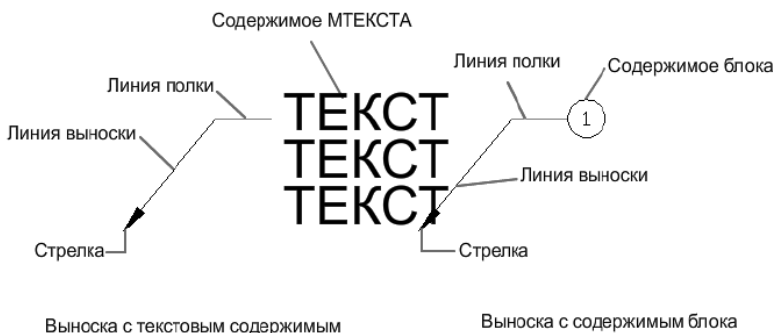 Содержимое МТЕКСТА
Линия полки
Линия выноски
ТЕКСТ
ТЕКСТ
ТЕКСТ
Стрелка
Выноска с текстовым содержимым
Линия полки
Содержимое блока
1
Линия выноски
Стрелка
Выноска с содержимым блока